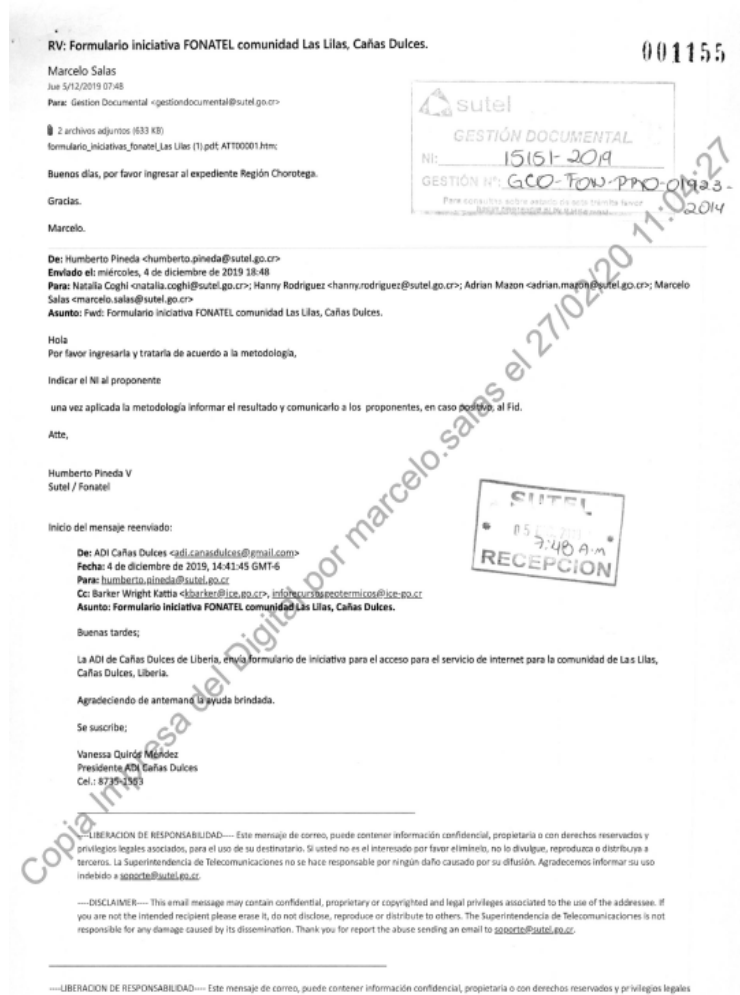 RV: Formulario iniciativa FONATEL comunidad Las Lilas, Cañas Dulces.
001155
Marcelo Salas
Jue 5/12/2019 07:48
Para: Gestion Documental <gestiondocumental@sutel.go.cr>
2 archivos adjuntos (633 KB)
formulario_iniciativas_fonatel_Las Lilas (1).pdf; ATT00001.htm;
sutel
GESTIÓN DOCUMENTAL
NI: 15151-2019
GESTIÓN Nº: GCO-FON-PRO-01923-
2014
Para consultas sobre estado de este trámite favor
Buenos días, por favor ingresar al expediente Región Chorotega.
Gracias.
Marcelo.
De: Humberto Pineda <humberto.pineda@sutel.go.cr>
Enviado el: miércoles, 4 de diciembre de 2019 18:48
Para: Natalia Coghi <natalia.coghi@sutel.go.cr>; Hanny Rodriguez <hanny.rodriguez@sutel.go.cr>; Adrian Mazon <adrian.mazon@sutel.go.cr>; Marcelo
Salas <marcelo.salas@sutel.go.cr>
Asunto: Fwd: Formulario iniciativa FONATEL comunidad Las Lilas, Cañas Dulces.
Hola
Por favor ingresarla y tratarla de acuerdo a la metodología,
Indicar el NI al proponente
una vez aplicada la metodología informar el resultado y comunicarlo a los proponentes, en caso positivo, al Fid.
Atte,
Humberto Pineda V
Sutel / Fonatel
SUTEL
05
7:48 A.M
RECEPCIÓN
Inicio del mensaje reenviado:
De: ADI Cañas Dulces <adi.canasdulces@gmail.com>
Fecha: 4 de diciembre de 2019, 14:41:45 GMT-6
Para: humberto.pineda@sutel.go.cr
Cc: Barker Wright Kattia <kbarker@ice.go.cr>, inforecursosgeotermicos@ice.go.cr
Asunto: Formulario iniciativa FONATEL comunidad Las Lilas, Cañas Dulces.
Buenas tardes;
La ADI de Cañas Dulces de Liberia, envía formulario de iniciativa para el acceso para el servicio de internet para la comunidad de Las Lilas,
Cañas Dulces, Liberia.
Agradeciendo de antemano la ayuda brindada.
Se suscribe;
Vanessa Quirós Méndez
Presidente ADI Cañas Dulces
Cel.: 8735-1553
Copia Impresa del Digital por marcelo.salas el 27/02/20 11:04:27
----LIBERACION DE RESPONSABILIDAD---- Este mensaje de correo, puede contener información confidencial, propietaria o con derechos reservados y
privilegios legales asociados, para el uso de su destinatario. Si usted no es el interesado por favor elimínelo, no lo divulgue, reproduzca o distribuya a
terceros. La Superintendencia de Telecomunicaciones no se hace responsable por ningún daño causado por su difusión. Agradecemos informar su uso
indebido a soporte@sutel.go.cr.
----DISCLAIMER---- This email message may contain confidential, proprietary or copyrighted and legal privileges associated to the use of the addressee. If
you are not the intended recipient please erase it, do not disclose, reproduce or distribute to others. The Superintendencia de Telecomunicaciones is not
responsible for any damage caused by its dissemination. Thank you for report the abuse sending an email to soporte@sutel.go.cr.
----LIBERACION DE RESPONSABILIDAD---- Este mensaje de correo, puede contener información confidencial, propietaria o con derechos reservados y privilegios legales